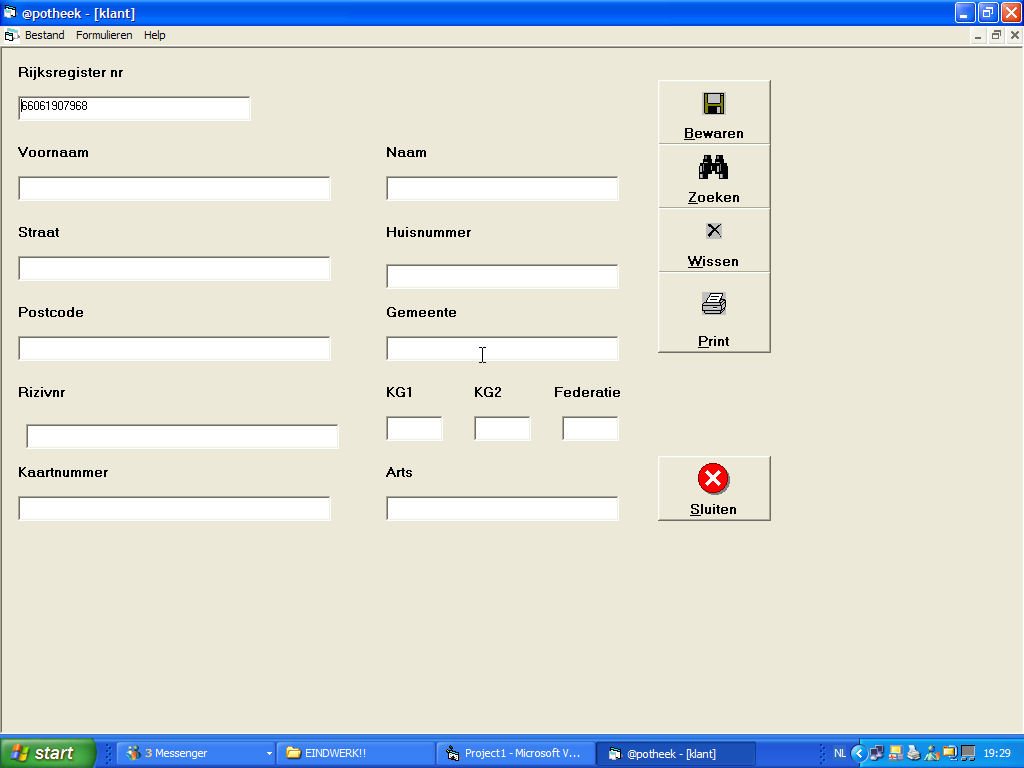 @potheek - [klant]
Bestand Formulieren Help
Rijksregister nr
66061907968
Bewaren
Voornaam Naam
Zoeken
Straat Huisnummer
Wissen
Postcode Gemeente
Print
Rizivnr KG1 KG2 Federatie
Kaartnummer Arts
Sluiten
start 3 Messenger EINDWERK!! Project1 - Microsoft V... @potheek - [klant] NL 19:29